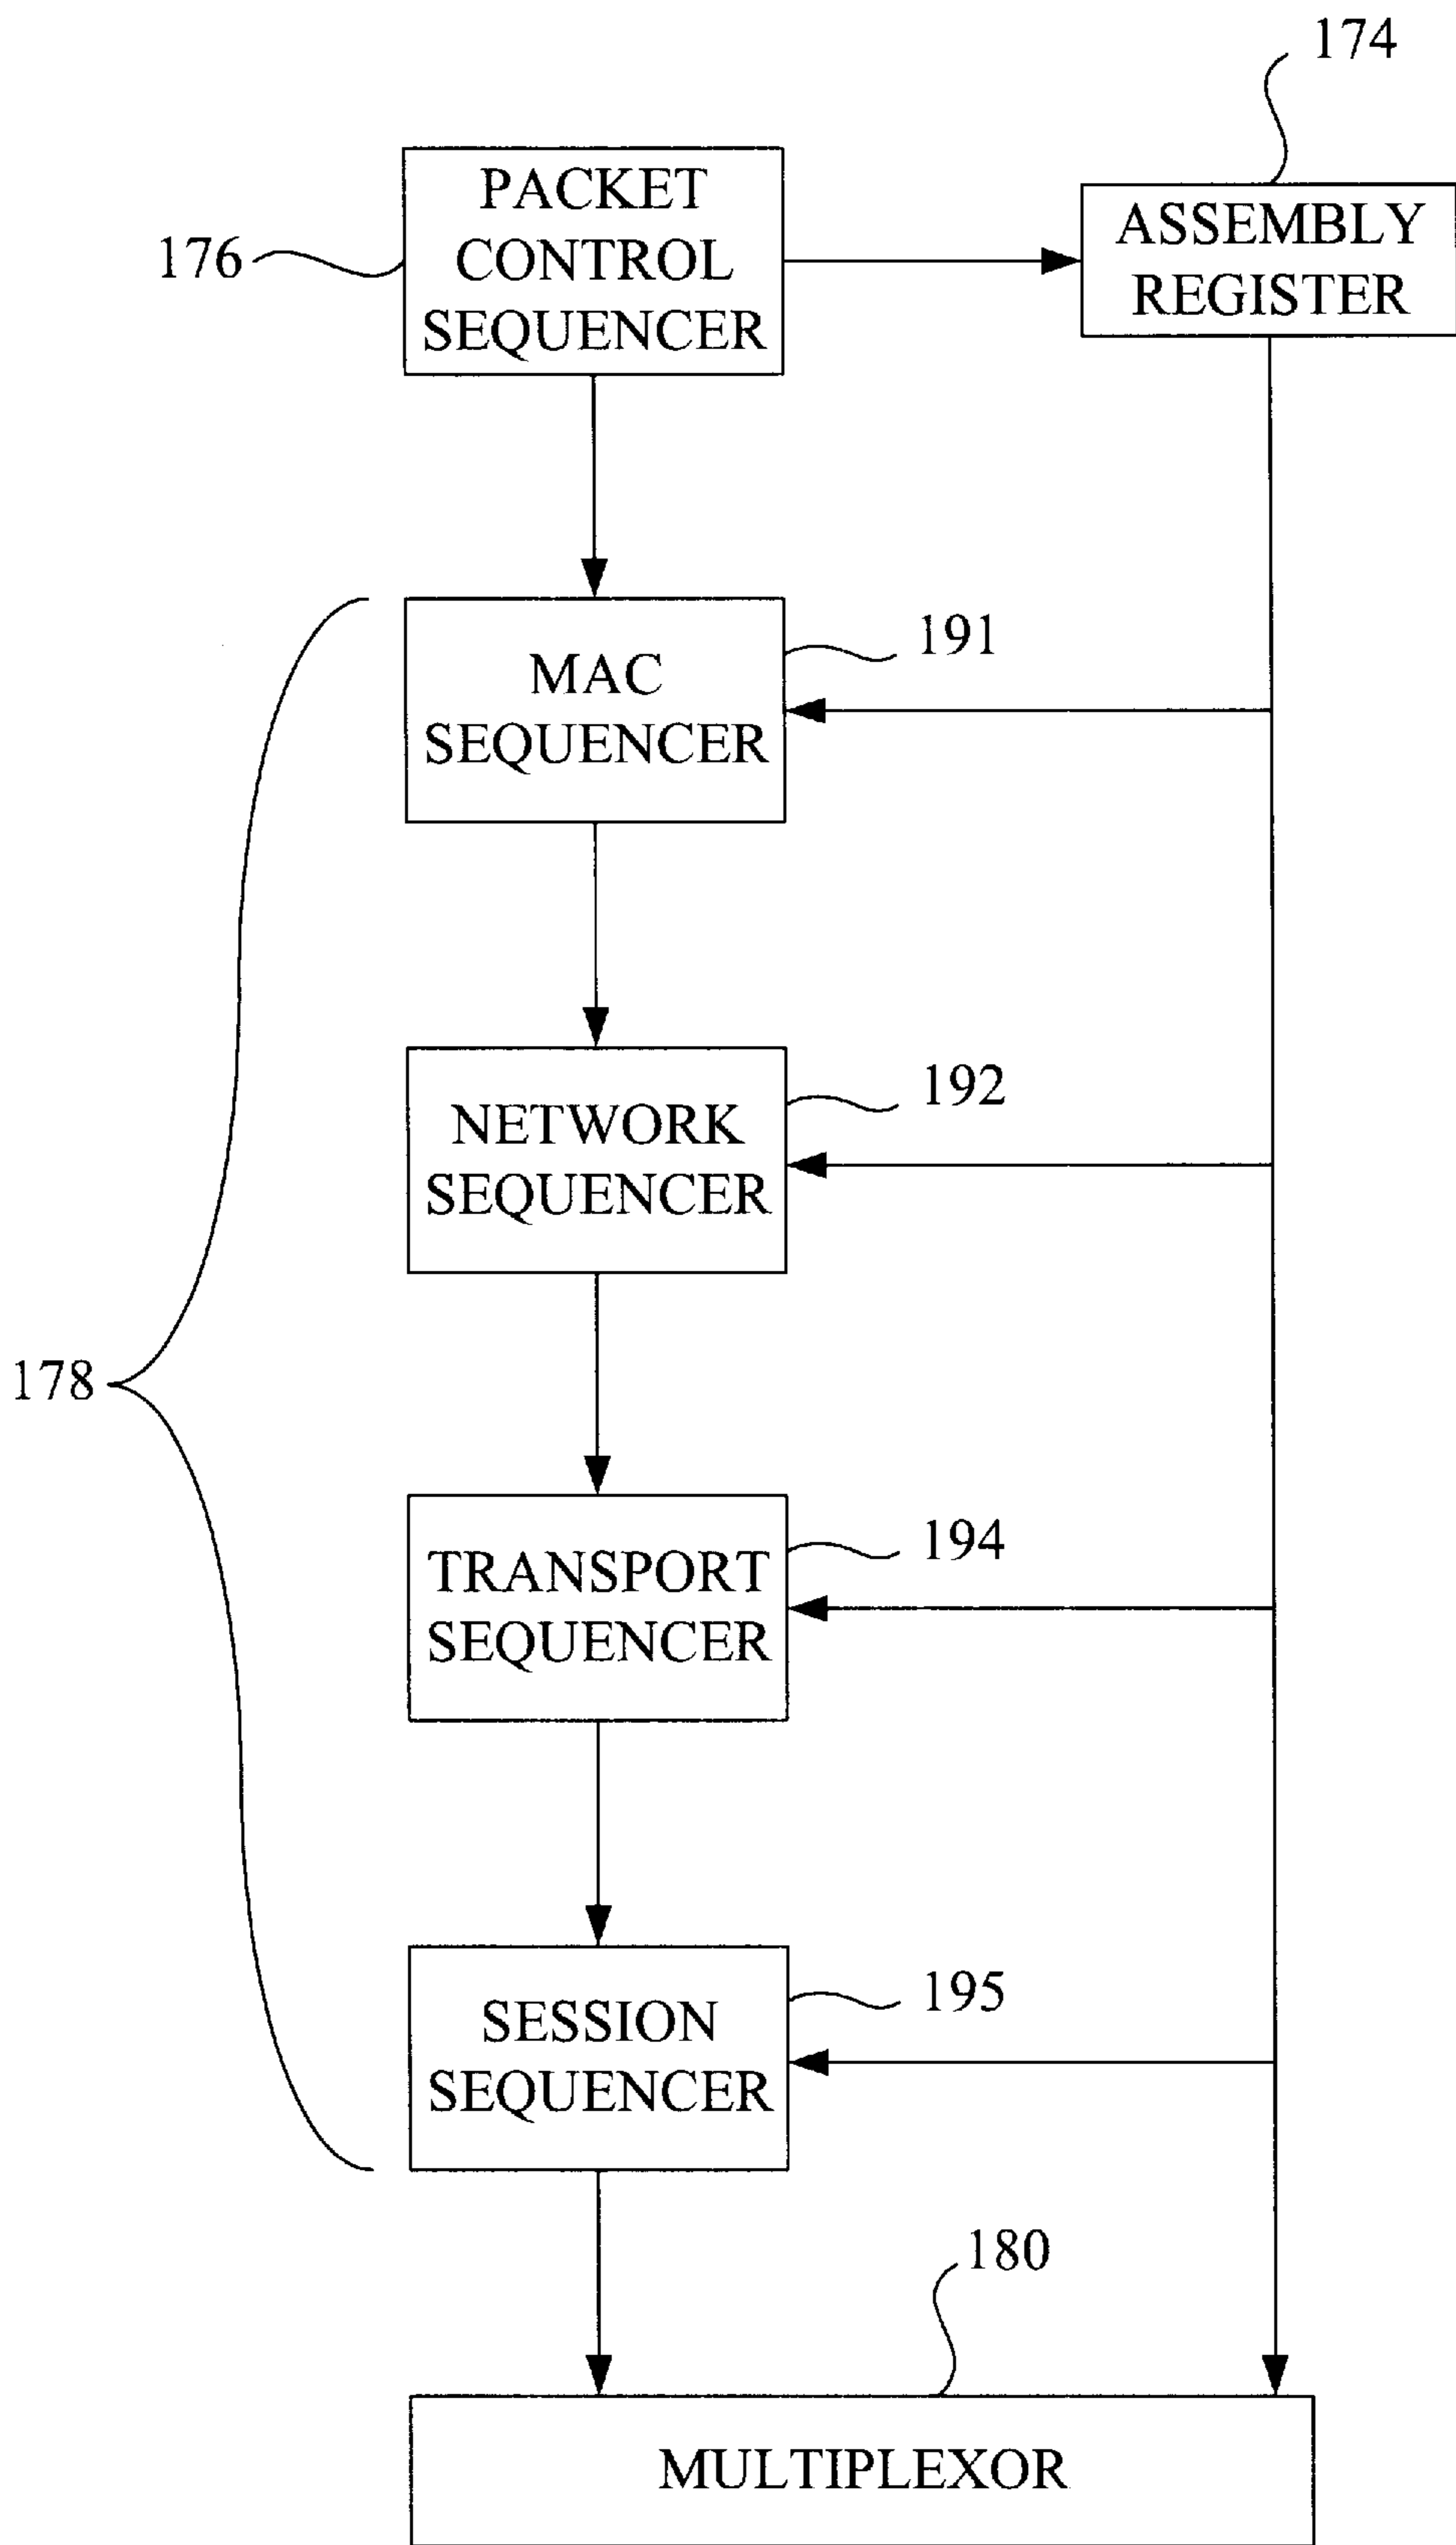 174
PACKET
CONTROL
SEQUENCER
176
ASSEMBLY
REGISTER
191
MAC
SEQUENCER
192
NETWORK
SEQUENCER
178
194
TRANSPORT
SEQUENCER
195
SESSION
SEQUENCER
180
MULTIPLEXOR